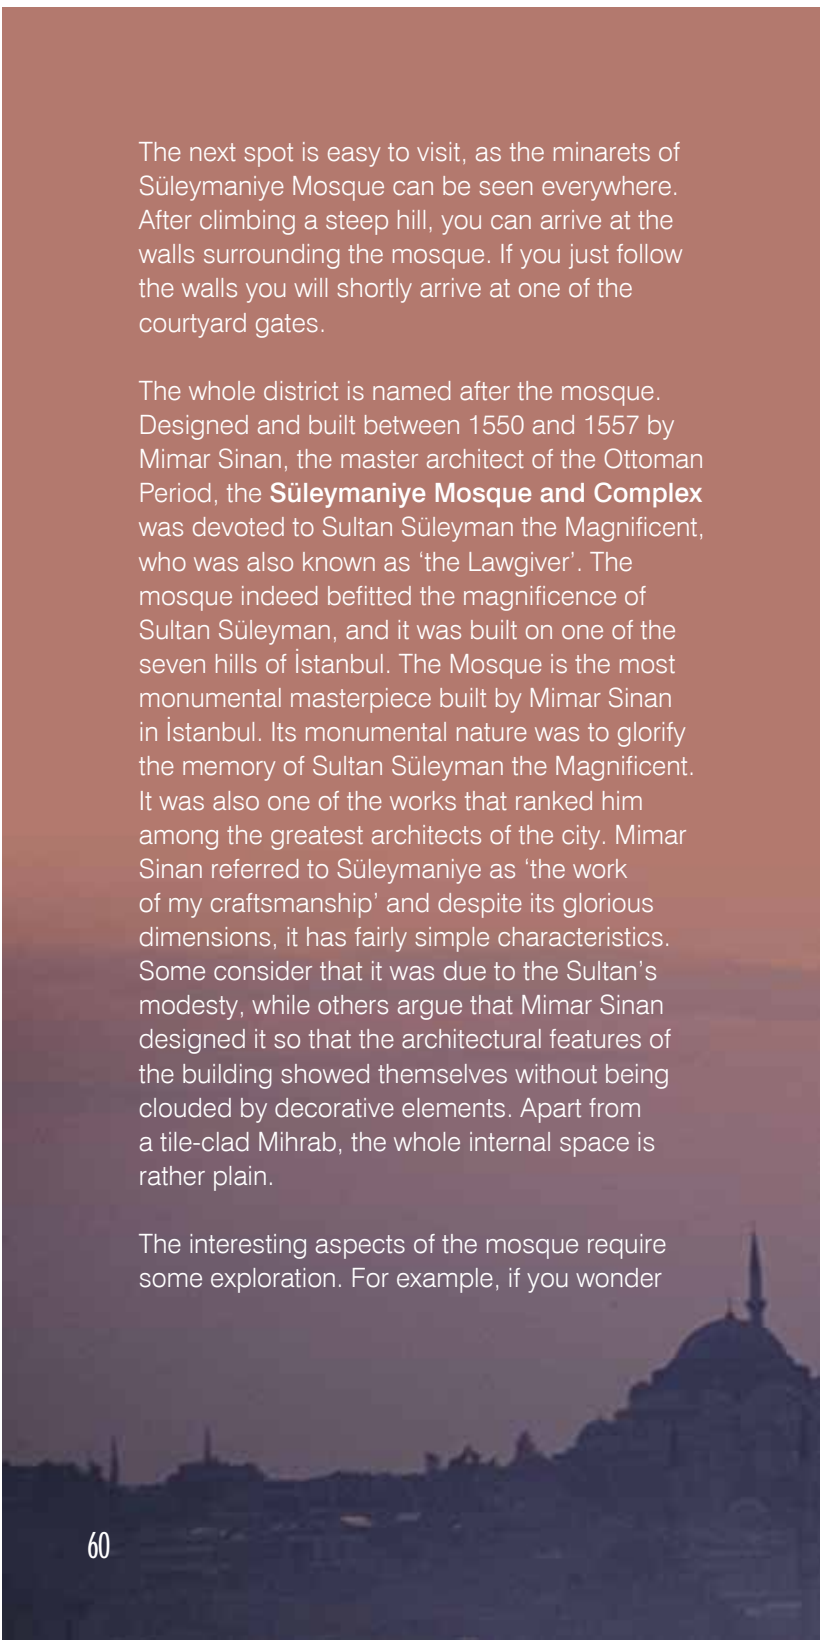 The next spot is easy to visit, as the minarets of
Süleymaniye Mosque can be seen everywhere.
After climbing a steep hill, you can arrive at the
walls surrounding the mosque. If you just follow
the walls you will shortly arrive at one of the
courtyard gates.
The whole district is named after the mosque.
Designed and built between 1550 and 1557 by
Mimar Sinan, the master architect of the Ottoman
Period, the Süleymaniye Mosque and Complex
was devoted to Sultan Süleyman the Magnificent,
who was also known as ‘the Lawgiver’. The
mosque indeed befitted the magnificence of
Sultan Süleyman, and it was built on one of the
seven hills of İstanbul. The Mosque is the most
monumental masterpiece built by Mimar Sinan
in İstanbul. Its monumental nature was to glorify
the memory of Sultan Süleyman the Magnificent.
It was also one of the works that ranked him
among the greatest architects of the city. Mimar
Sinan referred to Süleymaniye as ‘the work
of my craftsmanship’ and despite its glorious
dimensions, it has fairly simple characteristics.
Some consider that it was due to the Sultan’s
modesty, while others argue that Mimar Sinan
designed it so that the architectural features of
the building showed themselves without being
clouded by decorative elements. Apart from
a tile-clad Mihrab, the whole internal space is
rather plain.
The interesting aspects of the mosque require
some exploration. For example, if you wonder
60